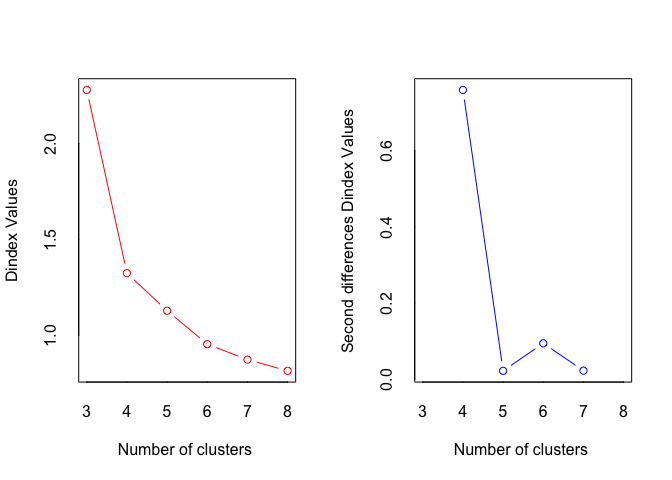 Dindex Values
2.0
1.5
1.0
3 4 5 6 7 8
Number of clusters
Second differences Dindex Values
0.6
0.4
0.2
0.0
3 4 5 6 7 8
Number of clusters